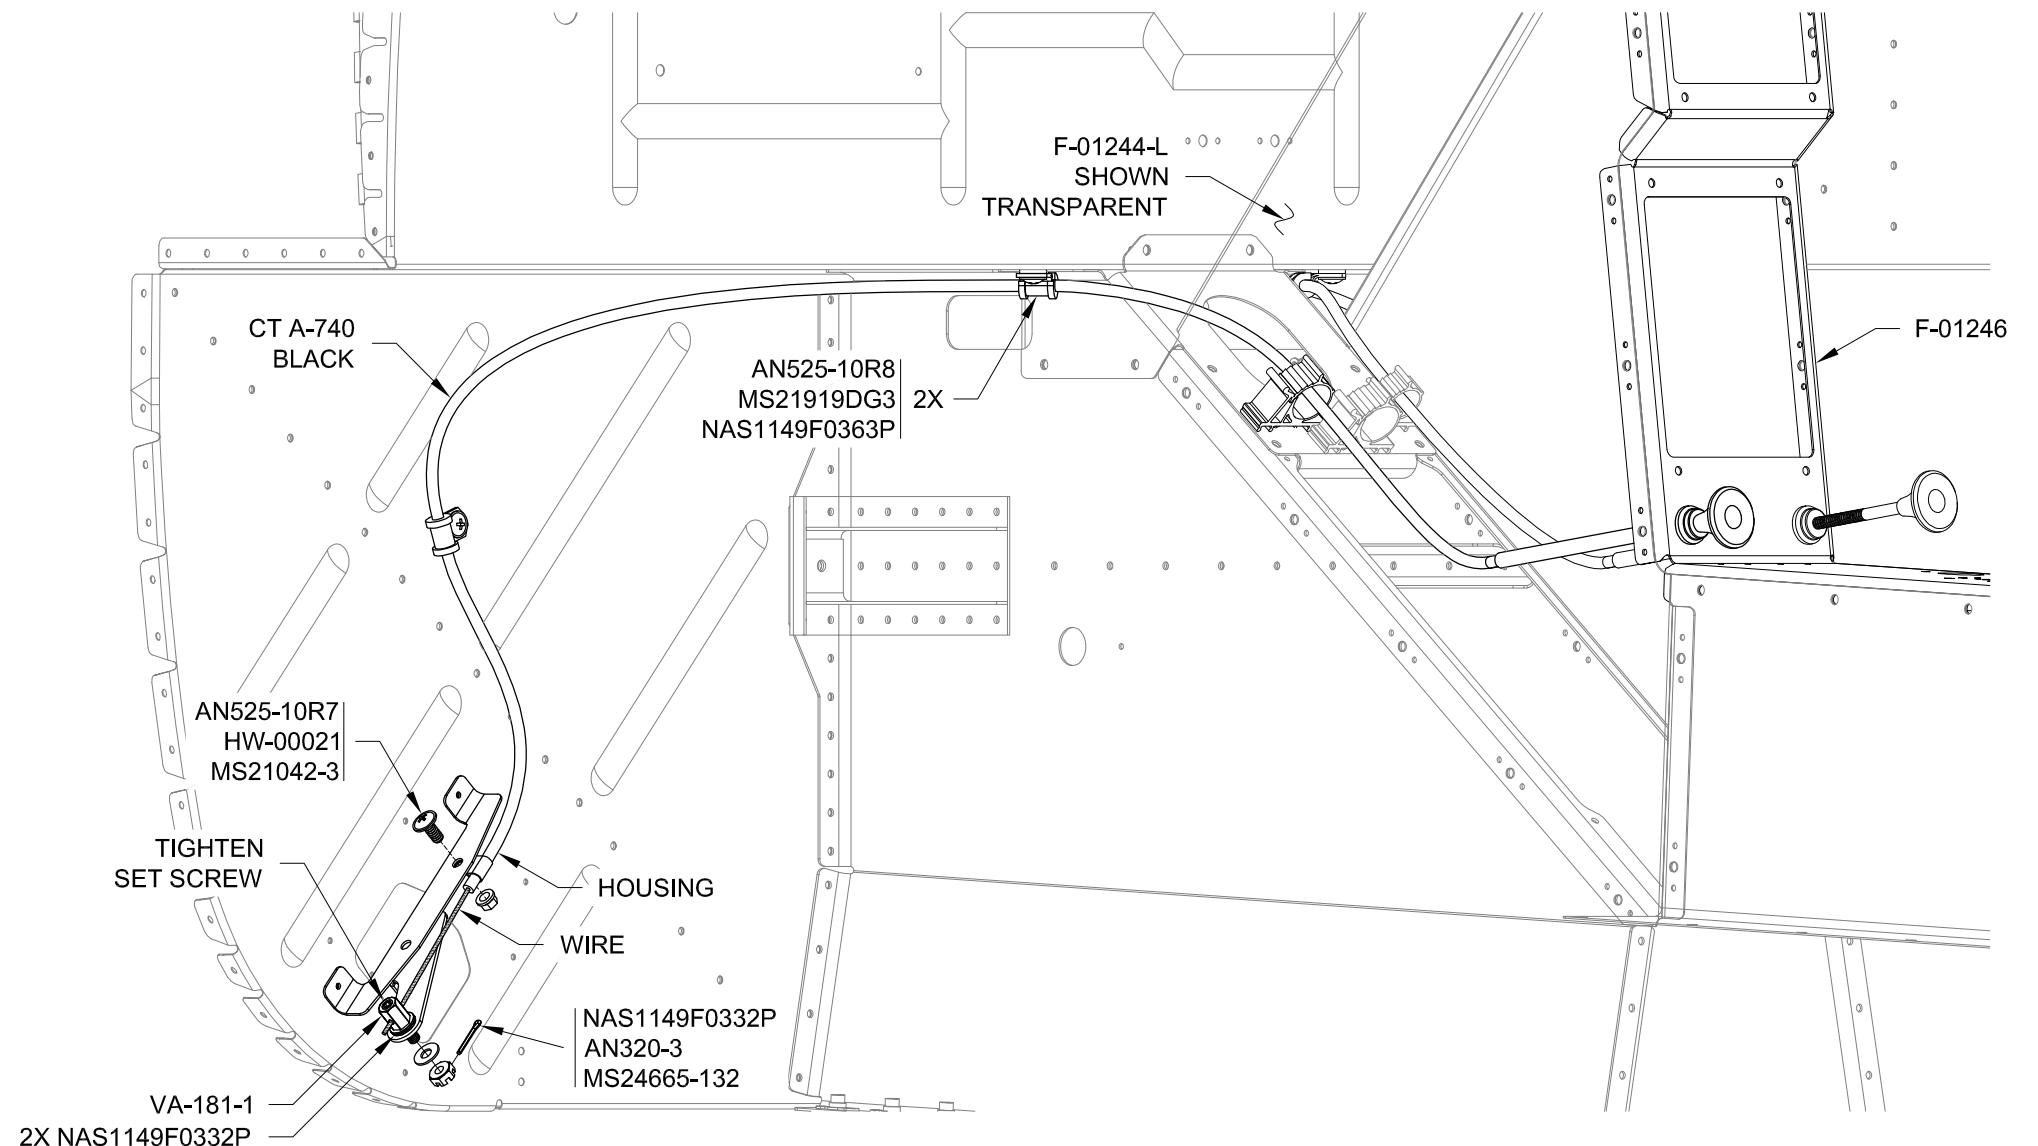 F-01244-L
SHOWN
TRANSPARENT
CT A-740
BLACK
F-01246
AN525-10R8
MS21919DG3
NAS1149F0363P
2X
AN525-10R7
HW-00021
MS21042-3
TIGHTEN
SET SCREW
HOUSING
WIRE
NAS1149F0332P
AN320-3
MS24665-132
VA-181-1
2X NAS1149F0332P